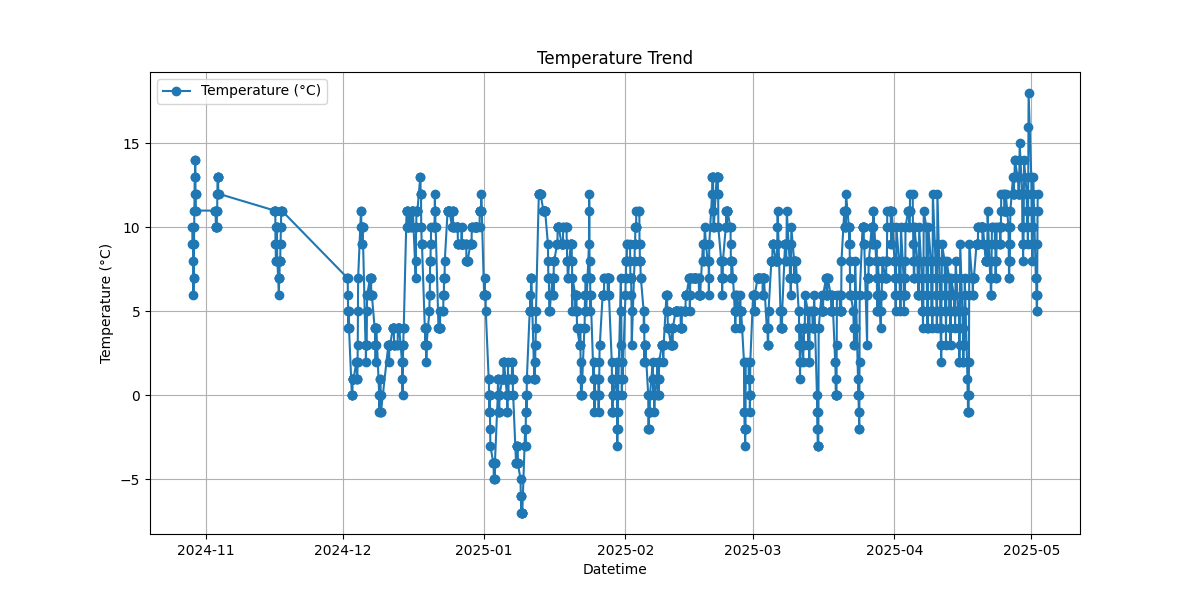 Temperature Trend
Temperature (°C)
Temperature (°C)
15
10
5
0
−5
2024-11 2024-12 2025-01 2025-02 2025-03 2025-04 2025-05
Datetime